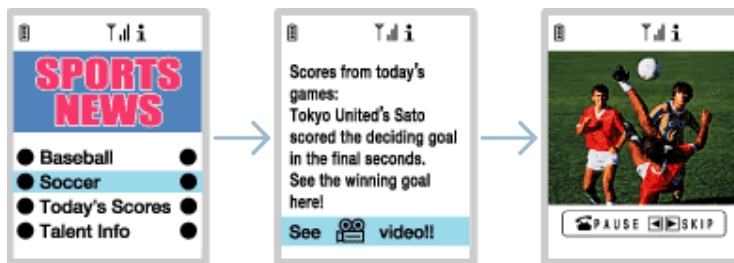 SPORTS
NEWS
Baseball
Soccer
Today's Scores
Talent Info
Scores from today's
games:
Tokyo United's Sato
scored the deciding goal
in the final seconds.
See the winning goal
here!
See video!!
PAUSE SKIP